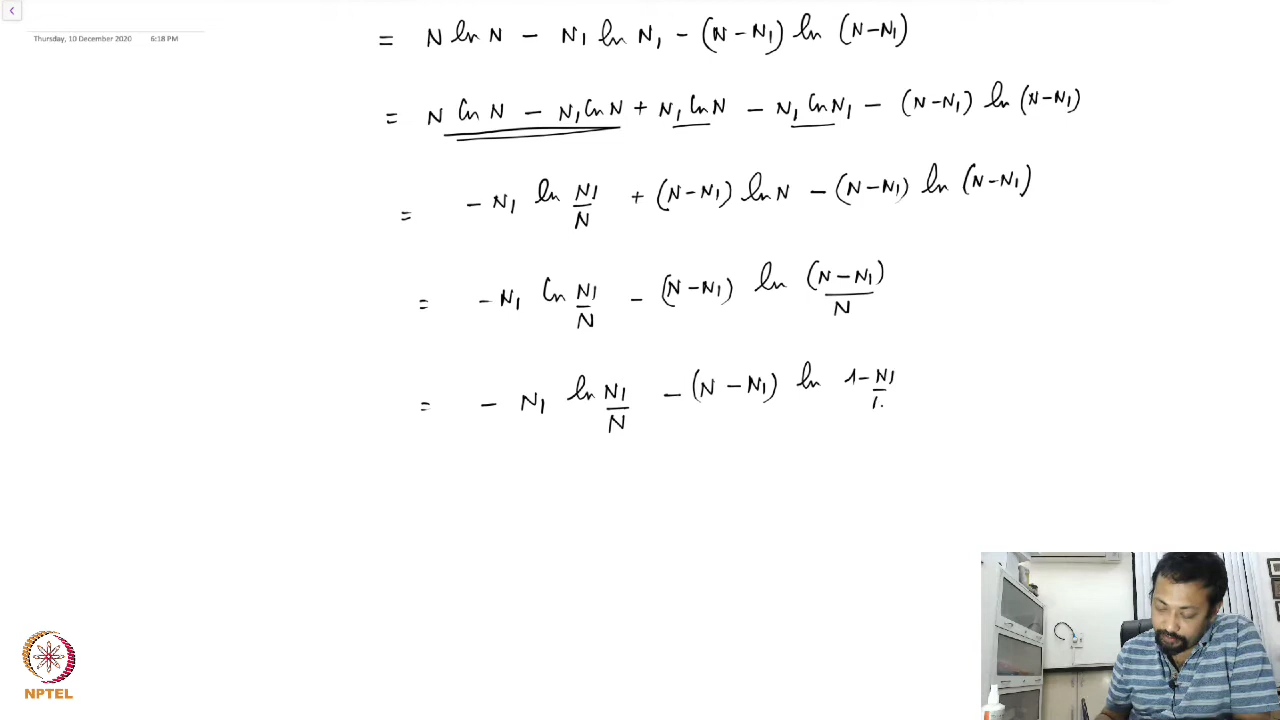 Thursday, 10 December 2020 6:18 PM
= N ln N - N₁ ln N₁ - (N-N₁) ln (N-N₁)
= N ln N - N₁ ln N + N₁ ln N - N₁ ln N₁ - (N-N₁) ln (N-N₁)
= - N₁ ln N₁/N + (N-N₁) ln N - (N-N₁) ln (N-N₁)
= - N₁ ln N₁/N - (N-N₁) ln (N-N₁)/N
= - N₁ ln N₁/N - (N-N₁) ln 1-N₁/
NPTEL